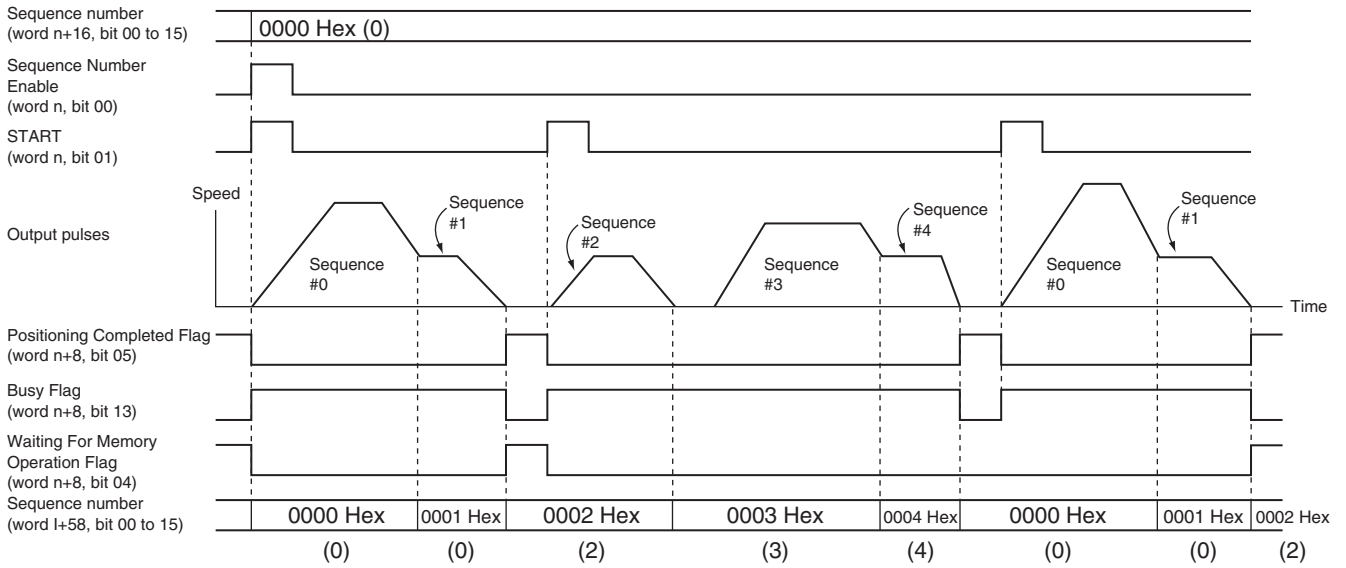 Sequence number
(word n+16, bit 00 to 15)
0000 Hex (0)
Sequence Number
Enable
(word n, bit 00)
START
(word n, bit 01)
Speed
Output pulses
Sequence
#0
Sequence
#1
Sequence
#2
Sequence
#3
Sequence
#4
Sequence
#0
Sequence
#1
Time
Positioning Completed Flag
(word n+8, bit 05)
Busy Flag
(word n+8, bit 13)
Waiting For Memory
Operation Flag
(word n+8, bit 04)
Sequence number
(word I+58, bit 00 to 15)
0000 Hex
0001 Hex
0002 Hex
0003 Hex
0004 Hex
0000 Hex
0001 Hex
0002 Hex
(0)
(0)
(2)
(3)
(4)
(0)
(0)
(2)